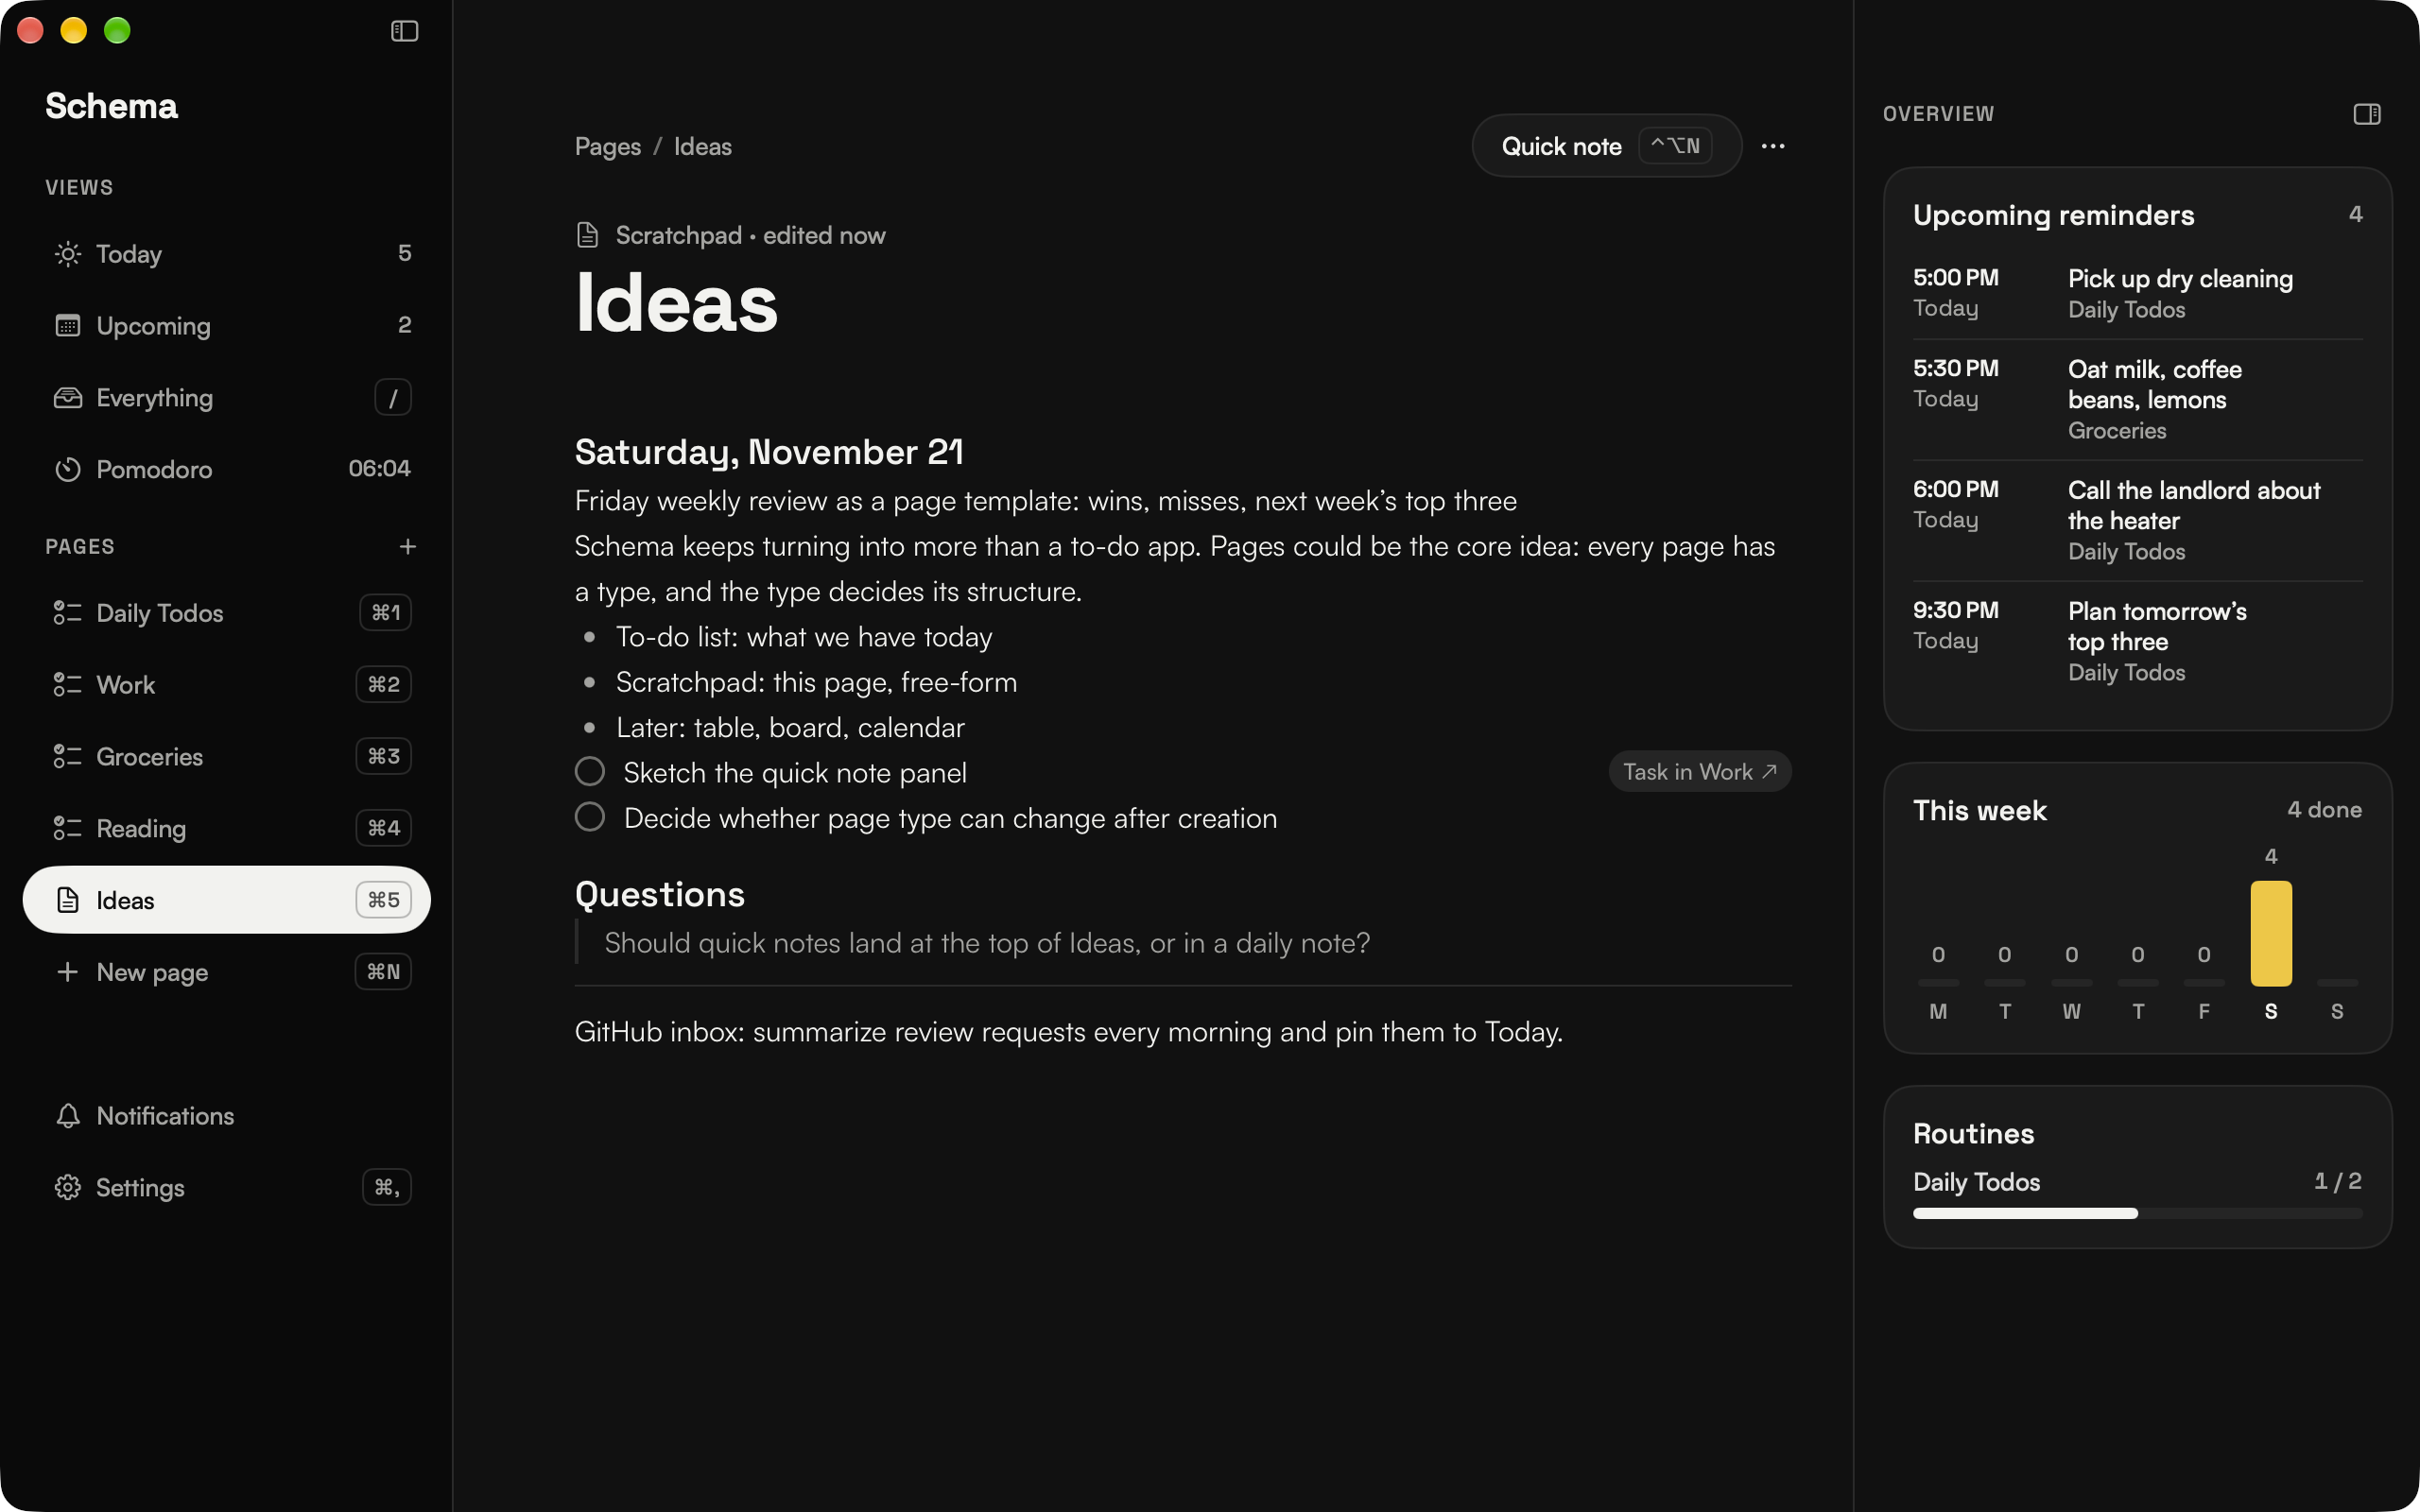 Schema
VIEWS
Today 5
Upcoming 2
Everything /
Pomodoro 06:04
PAGES +
Daily Todos ⌘1
Work ⌘2
Groceries ⌘3
Reading ⌘4
Ideas ⌘5
+ New page ⌘N
Notifications
Settings ⌘,
Pages / Ideas
Quick note ⌃⌥N
Scratchpad · edited now
Ideas
Saturday, November 21
Friday weekly review as a page template: wins, misses, next week’s top three
Schema keeps turning into more than a to-do app. Pages could be the core idea: every page has
a type, and the type decides its structure.
• To-do list: what we have today
• Scratchpad: this page, free-form
• Later: table, board, calendar
Sketch the quick note panel Task in Work ↗
Decide whether page type can change after creation
Questions
Should quick notes land at the top of Ideas, or in a daily note?
GitHub inbox: summarize review requests every morning and pin them to Today.
OVERVIEW
Upcoming reminders 4
5:00 PM Pick up dry cleaning
Today Daily Todos
5:30 PM Oat milk, coffee
Today beans, lemons
Groceries
6:00 PM Call the landlord about
Today the heater
Daily Todos
9:30 PM Plan tomorrow’s
Today top three
Daily Todos
This week 4 done
4
0 0 0 0 0
M T W T F S S
Routines
Daily Todos 1 / 2